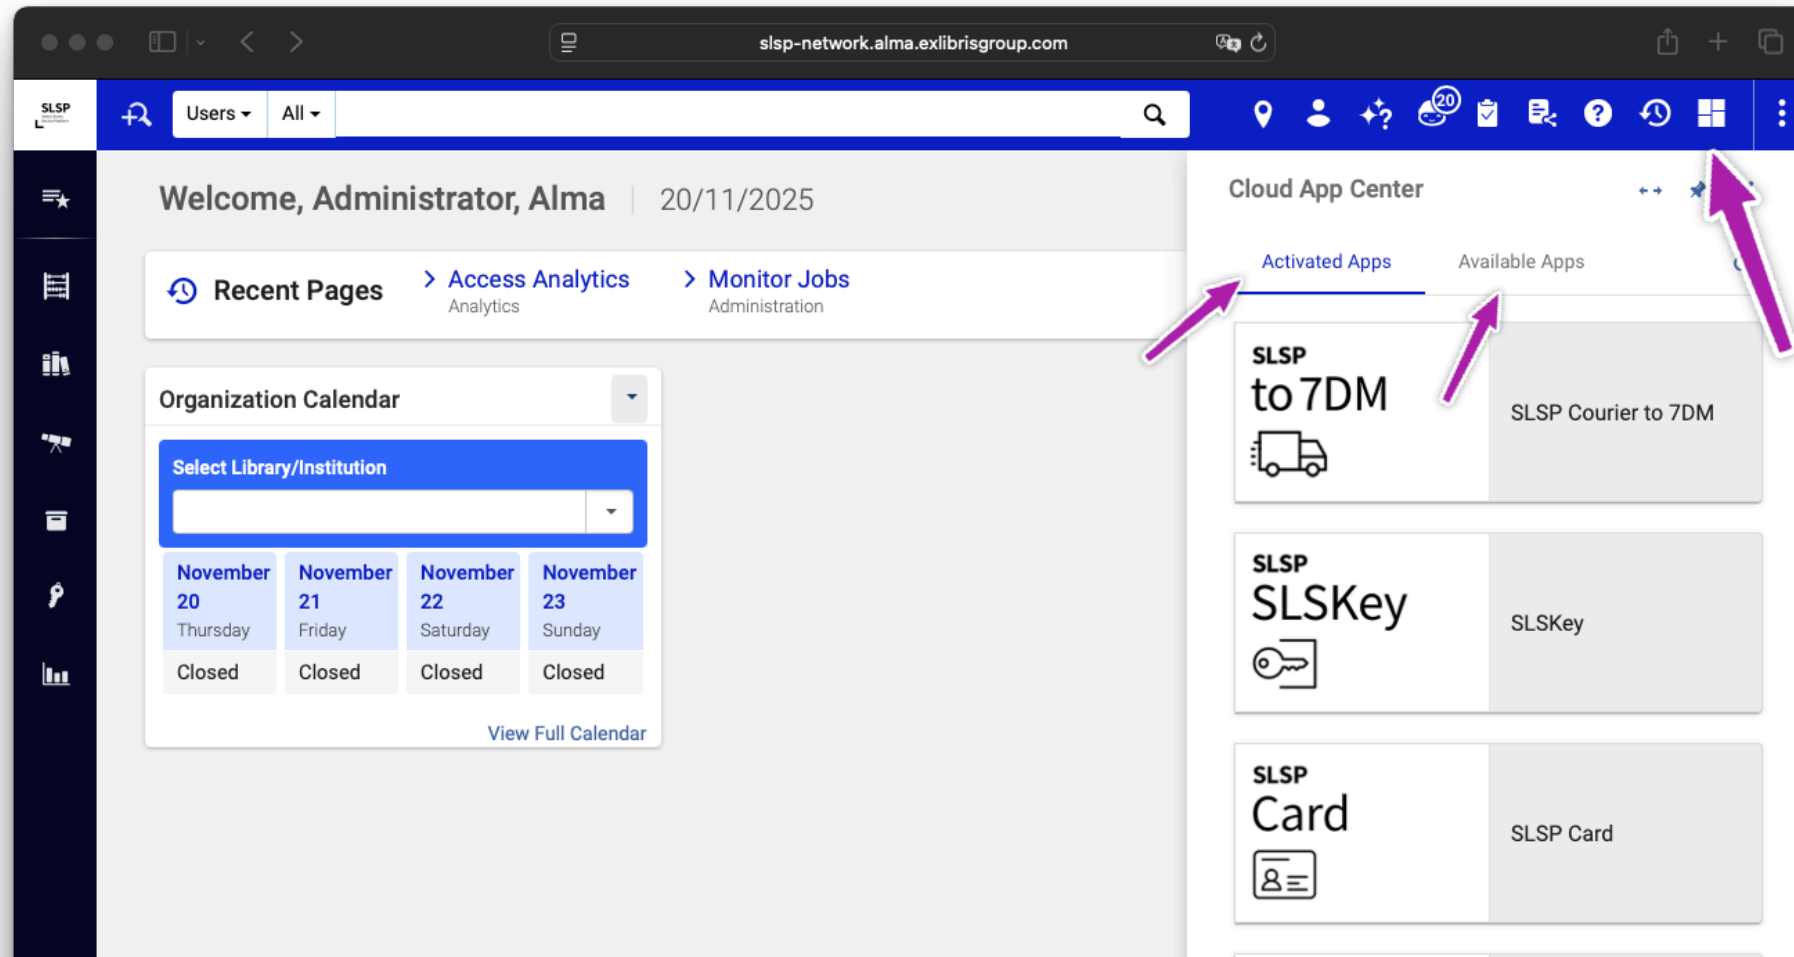 slsp-network.alma.exlibrisgroup.com
SLSP
Users
All
20
Welcome, Administrator, Alma
20/11/2025
Recent Pages
Access Analytics
Analytics
Monitor Jobs
Administration
Organization Calendar
Select Library/Institution
November 20
Thursday
Closed
November 21
Friday
Closed
November 22
Saturday
Closed
November 23
Sunday
Closed
View Full Calendar
Cloud App Center
Activated Apps
Available Apps
SLSP
to 7DM
SLSP Courier to 7DM
SLSP
SLSKey
SLSKey
SLSP
Card
SLSP Card